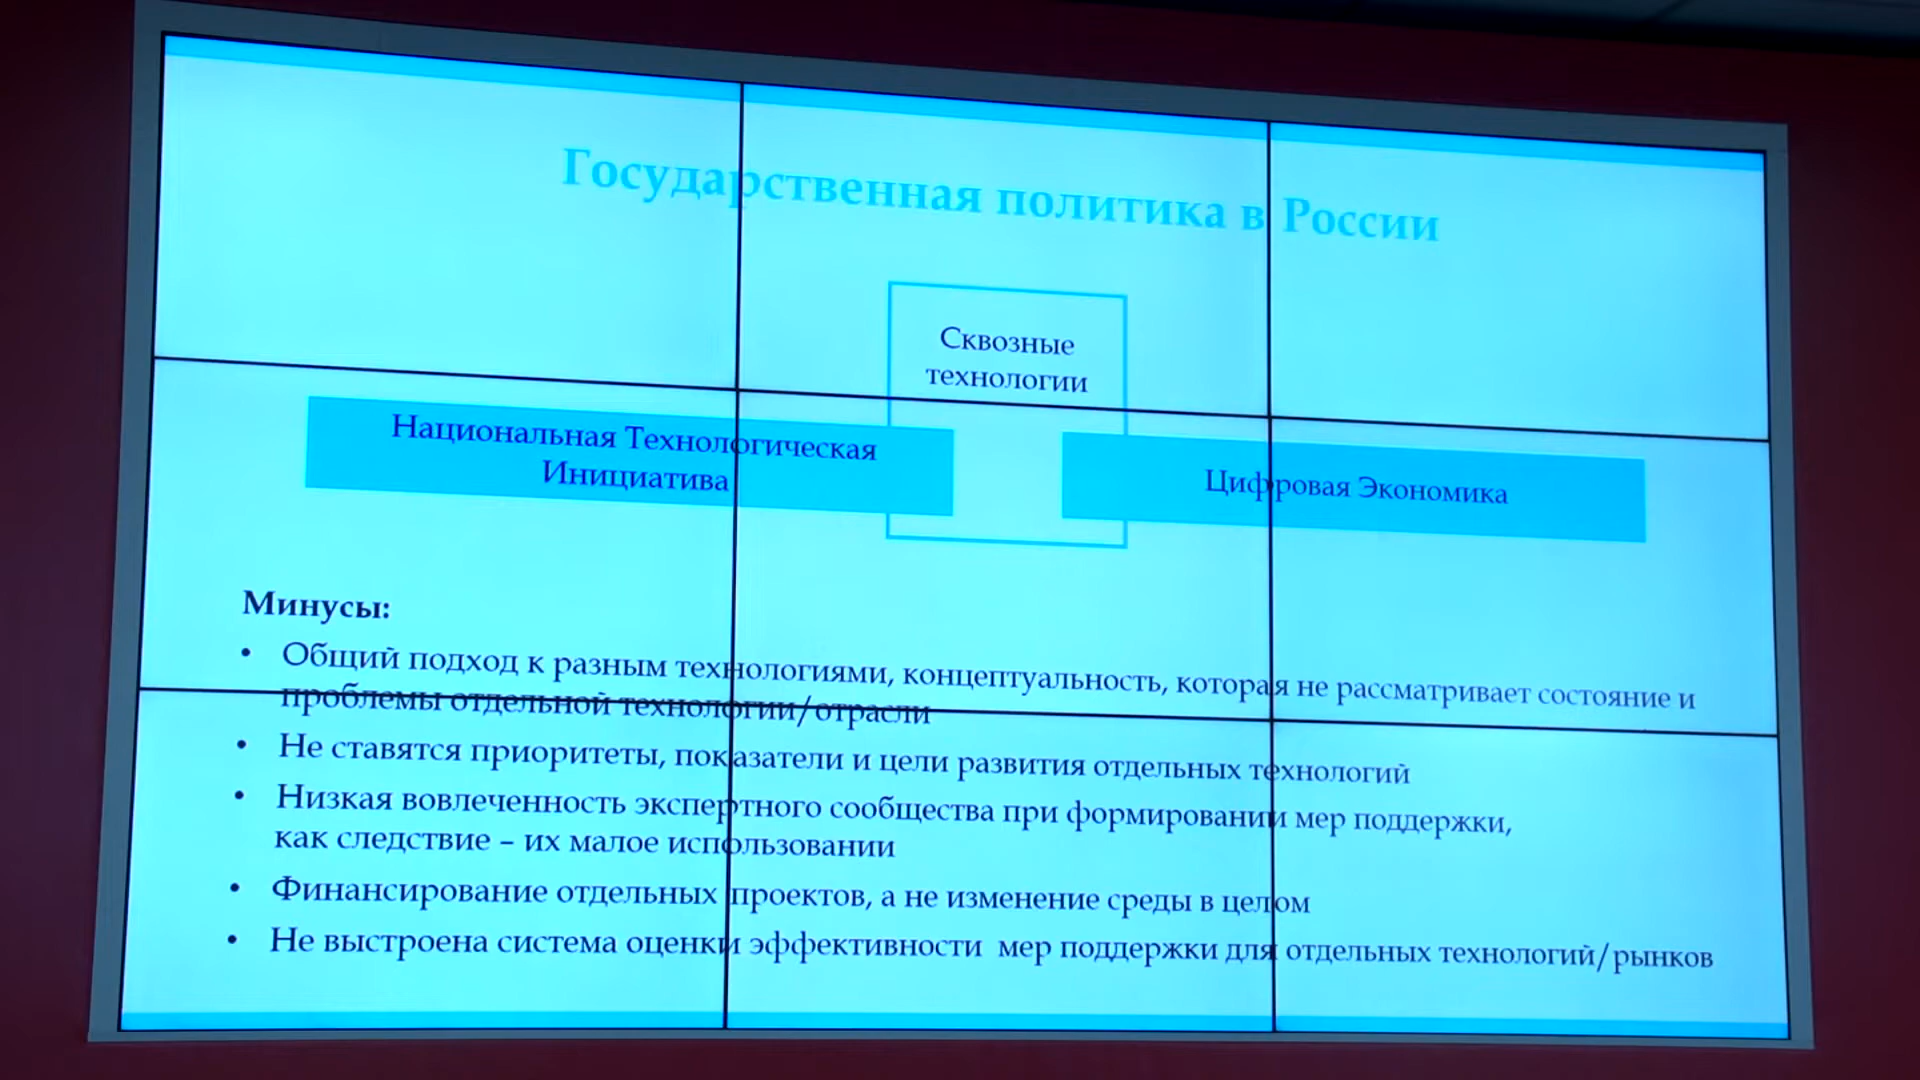 Государственная политика в России
Сквозные
технологии
Национальная Технологическая
Инициатива
Цифровая Экономика
Минусы:
• Общий подход к разным технологиями, концептуальность, которая не рассматривает состояние и
проблемы отдельной технологии/отрасли
• Не ставятся приоритеты, показатели и цели развития отдельных технологий
• Низкая вовлеченность экспертного сообщества при формировании мер поддержки,
как следствие – их малое использовании
• Финансирование отдельных проектов, а не изменение среды в целом
• Не выстроена система оценки эффективности мер поддержки для отдельных технологий/рынков